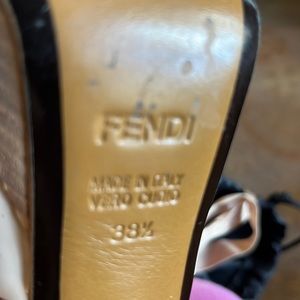 FENDI
MADE IN ITALY
VERO CUOIO
38½